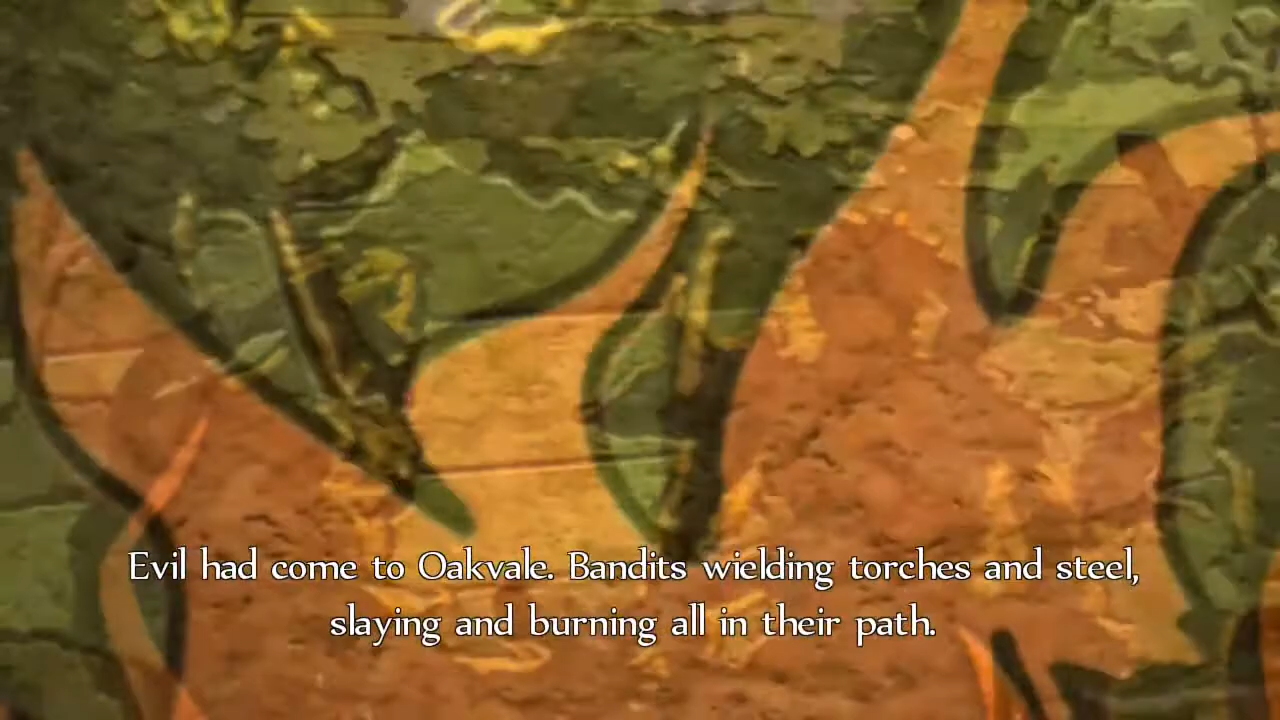 Evil had come to Oakvale. Bandits wielding torches and steel,
slaying and burning all in their path.